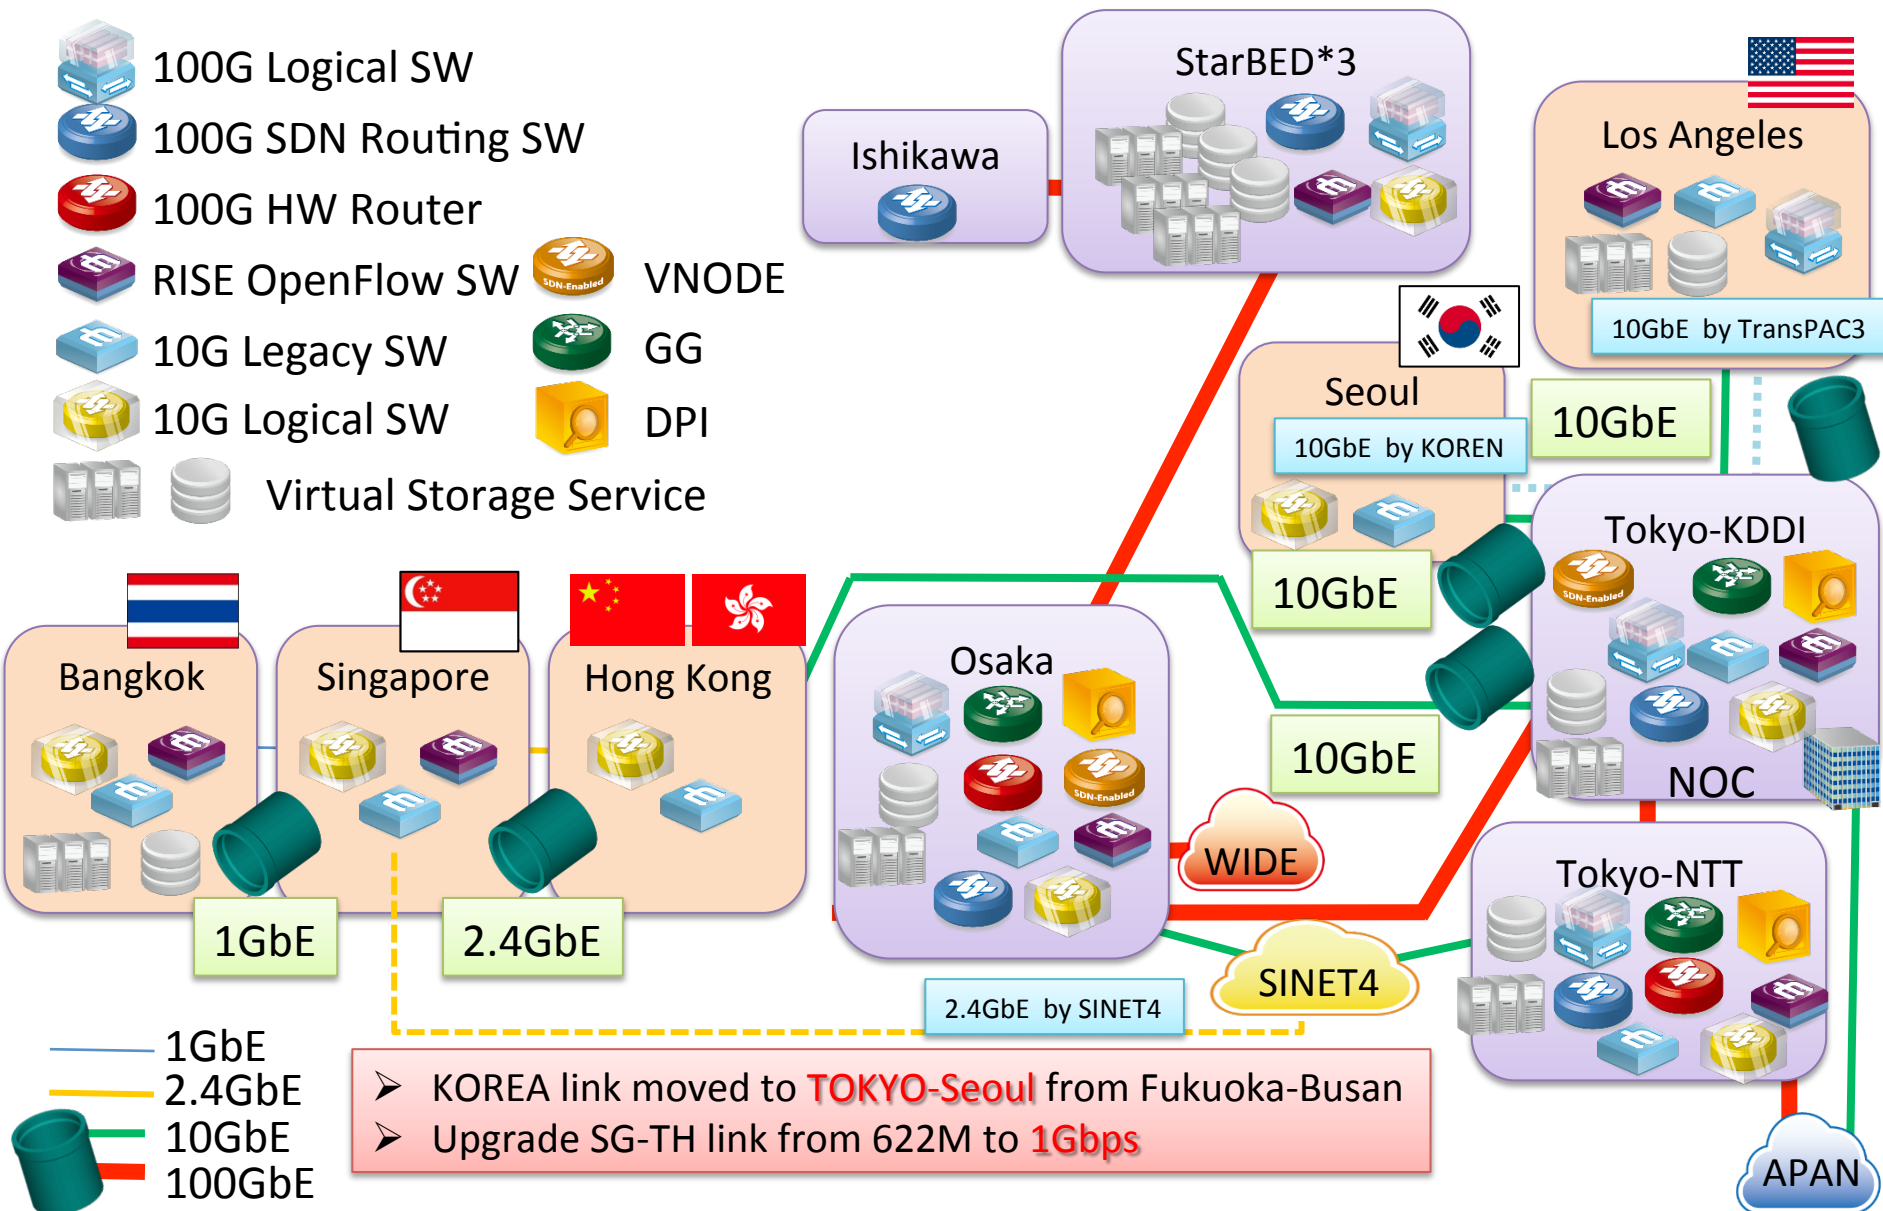 100G Logical SW
100G SDN Routing SW
100G HW Router
RISE OpenFlow SW
10G Legacy SW
10G Logical SW
Virtual Storage Service
SDN-Enabled
VNODE
GG
DPI
StarBED*3
Ishikawa
Los Angeles
10GbE by TransPAC3
Seoul
10GbE by KOREN
10GbE
10GbE
Tokyo-KDDI
SDN-Enabled
NOC
Bangkok
Singapore
Hong Kong
Osaka
SDN-Enabled
10GbE
WIDE
Tokyo-NTT
1GbE
2.4GbE
SINET4
2.4GbE by SINET4
1GbE
2.4GbE
10GbE
100GbE
➢ KOREA link moved to TOKYO-Seoul from Fukuoka-Busan
➢ Upgrade SG-TH link from 622M to 1Gbps
APAN